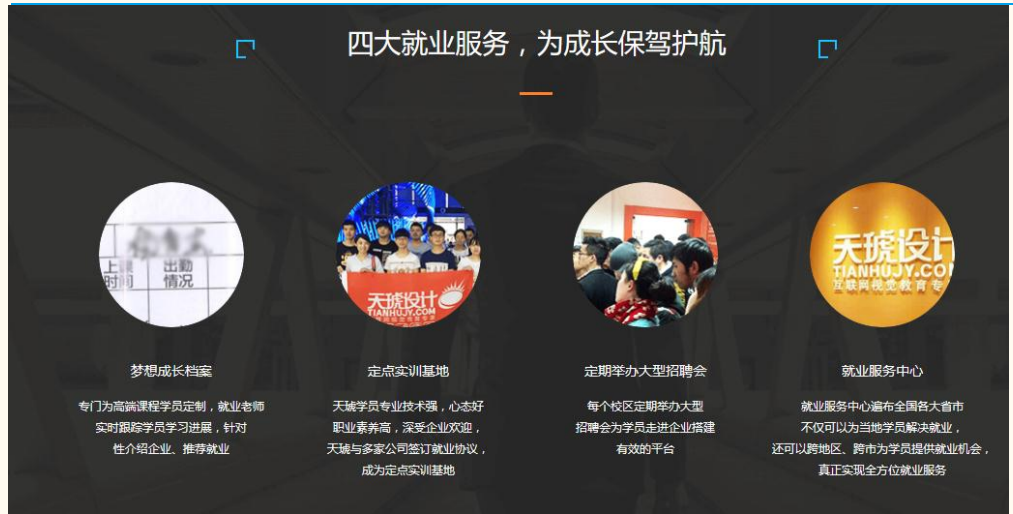 四大就业服务，为成长保驾护航
上课
时间
出勤
情况
天琥设计
TIANHUJY.COM
天琥设计
TIANHUJY.CO
互联网视觉教育专
梦想成长档案
专门为高端课程学员定制，就业老师
实时跟踪学员学习进展，针对
性介绍企业、推荐就业
定点实训基地
天琥学员专业技术强，心态好
职业素养高，深受企业欢迎，
天琥与多家公司签订就业协议，
成为定点实训基地
定期举办大型招聘会
每个校区定期举办大型
招聘会为学员走进企业搭建
有效的平台
就业服务中心
就业服务中心遍布全国各大省市
不仅可以为当地学员解决就业，
还可以跨地区、跨市为学员提供就业机会，
真正实现全方位就业服务